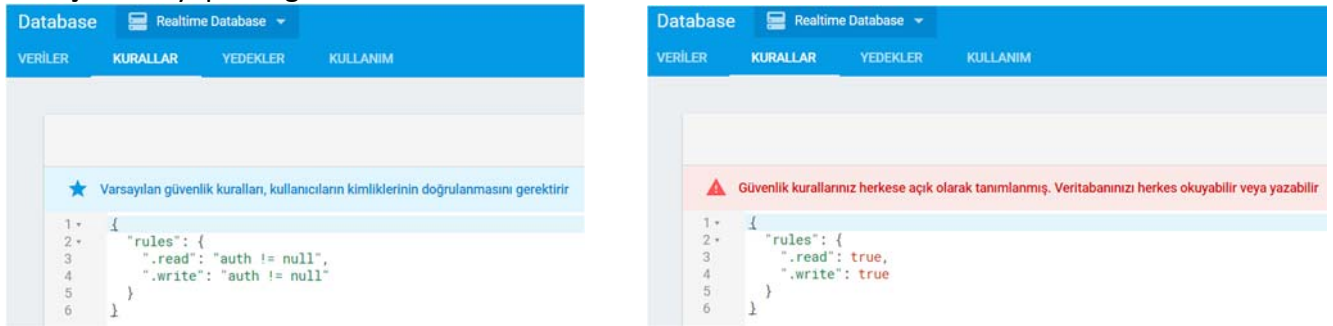 Database Realtime Database
VERİLER KURALLAR YEDEKLER KULLANIM
Varsayılan güvenlik kuralları, kullanıcıların kimliklerinin doğrulanmasını gerektirir
1 {
2 "rules": {
3 ".read": "auth != null",
4 ".write": "auth != null"
5 }
6 }
Database Realtime Database
VERİLER KURALLAR YEDEKLER KULLANIM
Güvenlik kurallarınız herkese açık olarak tanımlanmış. Veritabanınızı herkes okuyabilir veya yazabilir
1 {
2 "rules": {
3 ".read": true,
4 ".write": true
5 }
6 }